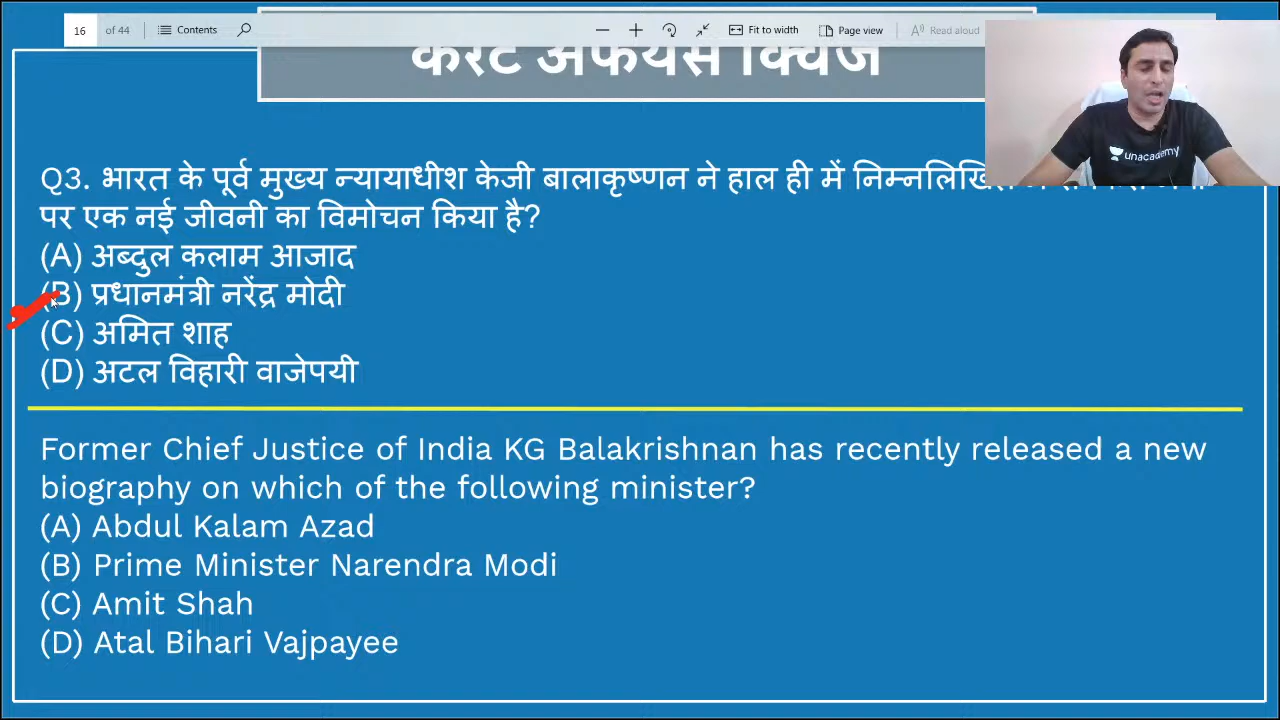 16 of 44 Contents Fit to width Page view Read aloud
करंट अफेयर्स क्विज
unacademy
Q3. भारत के पूर्व मुख्य न्यायाधीश केजी बालाकृष्णन ने हाल ही में
पर एक नई जीवनी का विमोचन किया है?
(A) अब्दुल कलाम आजाद
(B) प्रधानमंत्री नरेंद्र मोदी
(C) अमित शाह
(D) अटल विहारी वाजेपयी
Former Chief Justice of India KG Balakrishnan has recently released a new
biography on which of the following minister?
(A) Abdul Kalam Azad
(B) Prime Minister Narendra Modi
(C) Amit Shah
(D) Atal Bihari Vajpayee